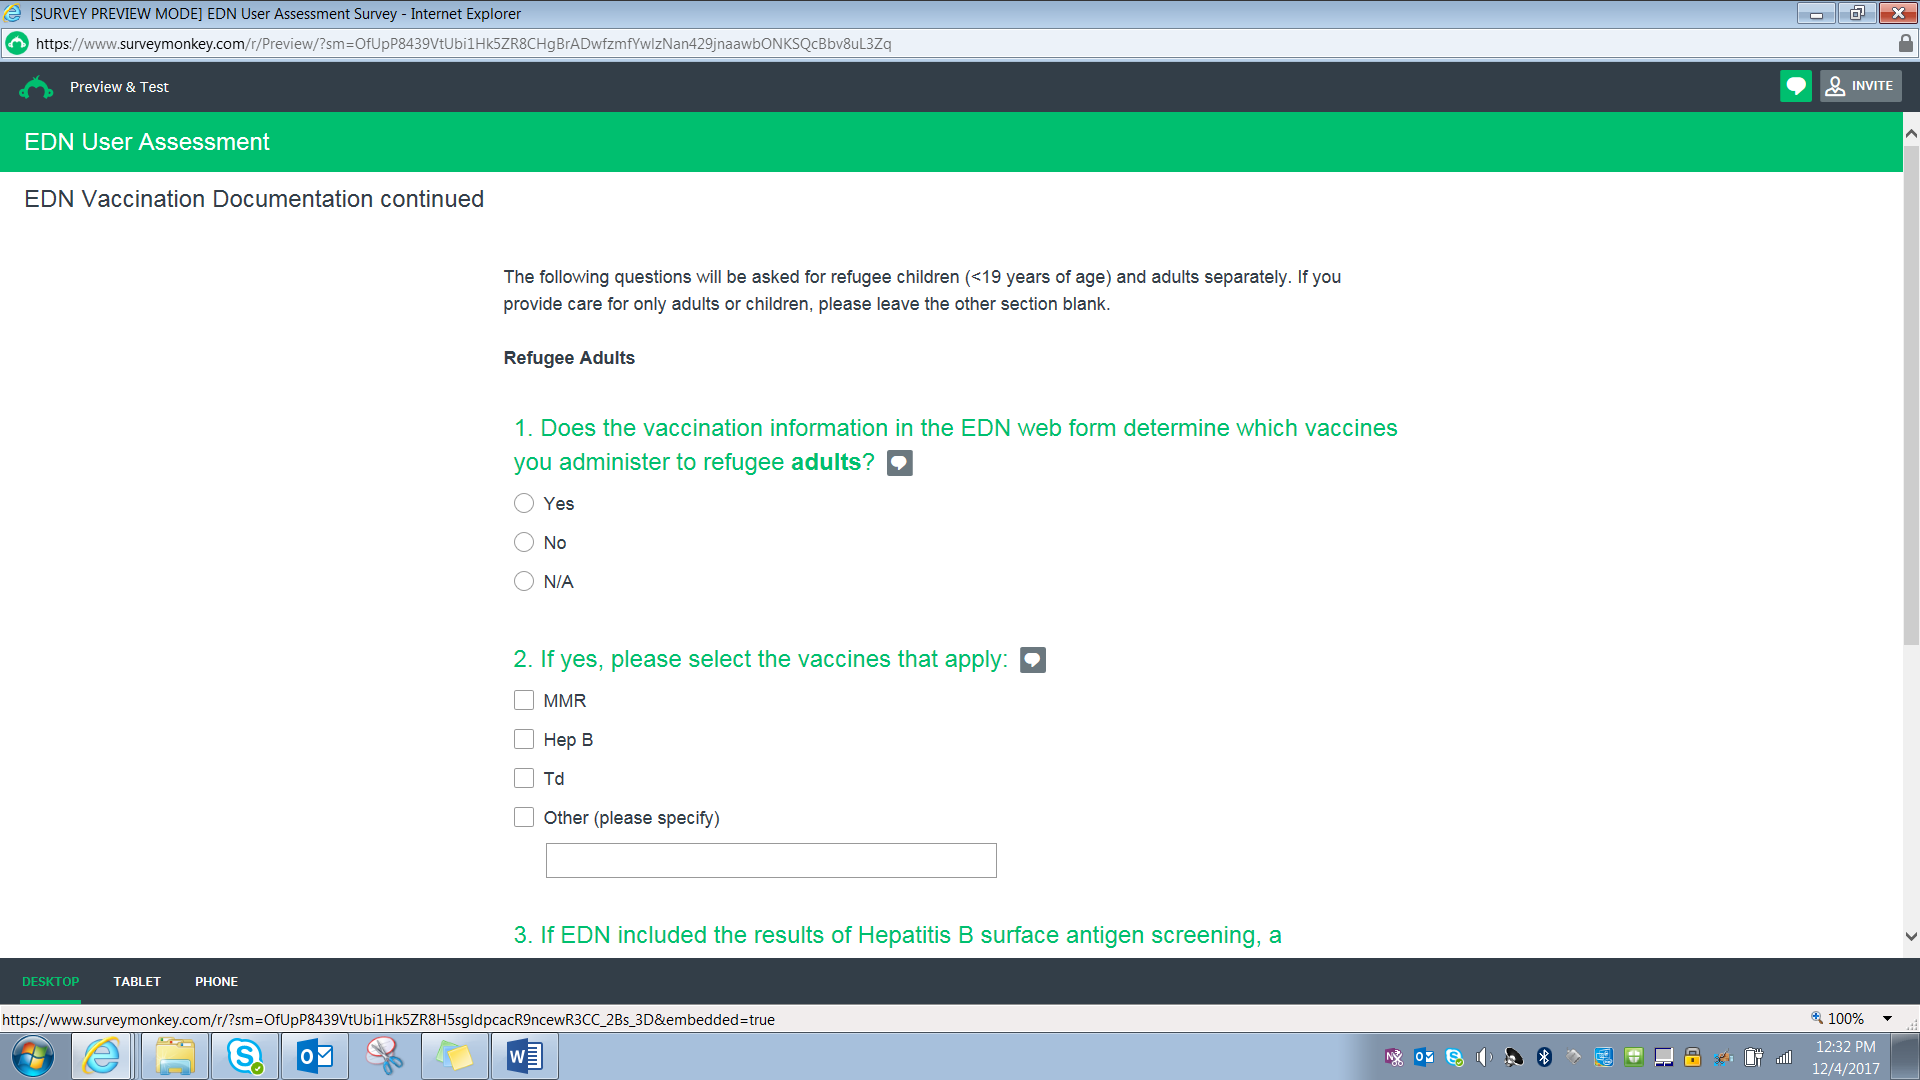 [SURVEY PREVIEW MODE] EDN User Assessment Survey - Internet Explorer
https://www.surveymonkey.com/r/Preview/?sm=OfUpP8439VtUbi1Hk5ZR8CHgBrADwfzmfYwlzNan429jnaawbONKSQcBbv8uL3Zq
Preview & Test
INVITE
EDN User Assessment
EDN Vaccination Documentation continued
The following questions will be asked for refugee children (<19 years of age) and adults separately. If you
provide care for only adults or children, please leave the other section blank.
Refugee Adults
1. Does the vaccination information in the EDN web form determine which vaccines
you administer to refugee adults?
Yes
No
N/A
2. If yes, please select the vaccines that apply:
MMR
Hep B
Td
Other (please specify)
3. If EDN included the results of Hepatitis B surface antigen screening, a
DESKTOP TABLET PHONE
https://www.surveymonkey.com/r/?sm=OfUpP8439VtUbi1Hk5ZR8H5sgIdpcacR9ncewR3CC_2Bs_3D&embedded=true
100%
12:32 PM
12/4/2017